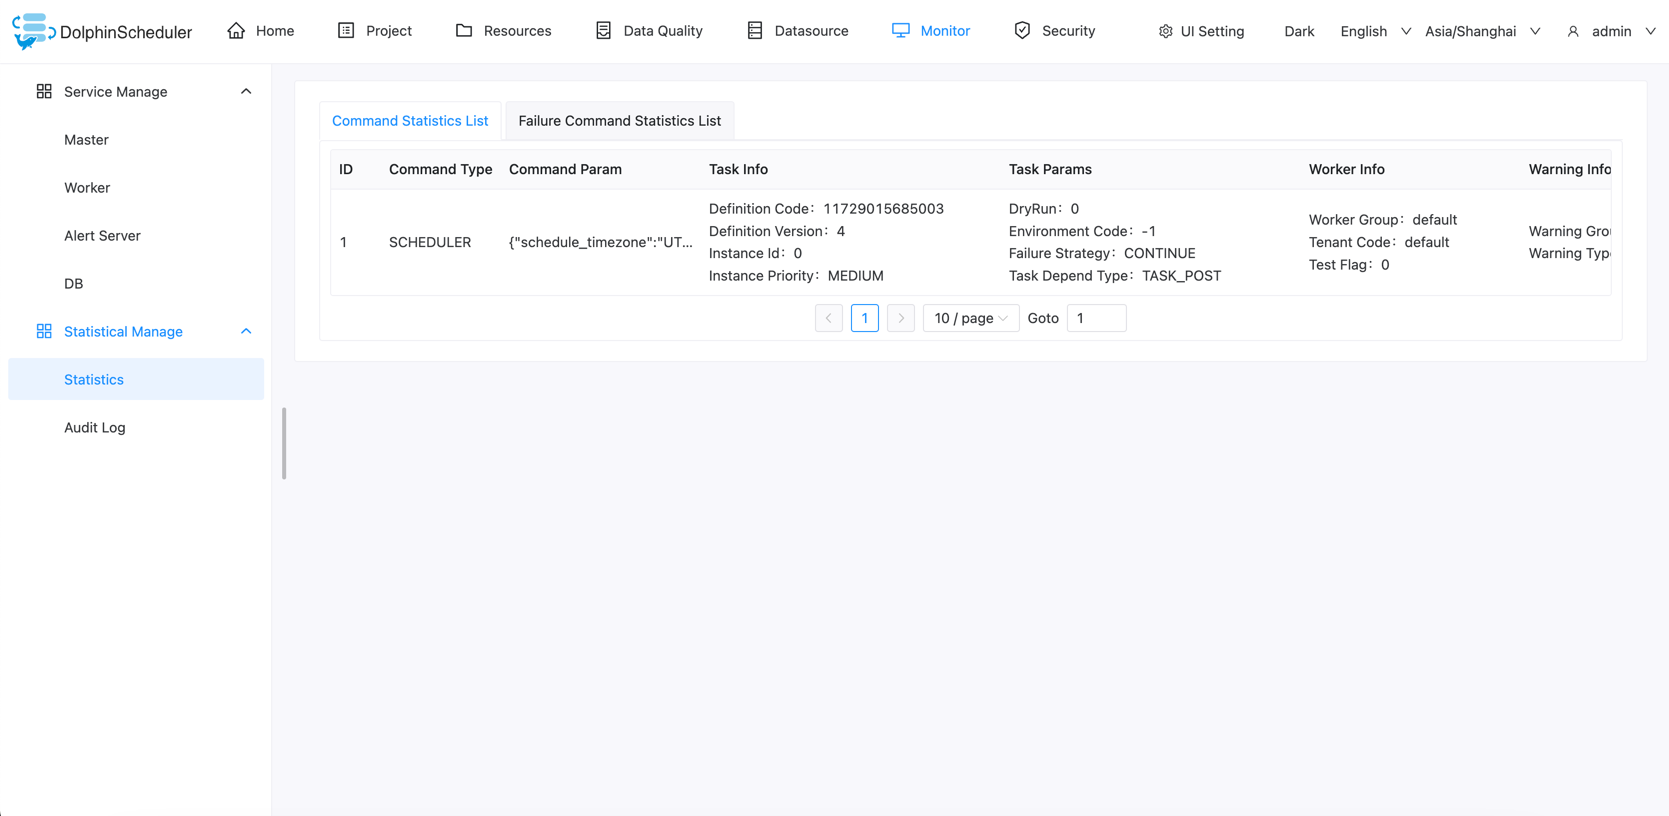 DolphinScheduler
Home
Project
Resources
Data Quality
Datasource
Monitor
Security
UI Setting
Dark
English
Asia/Shanghai
admin
Service Manage
Master
Worker
Alert Server
DB
Statistical Manage
Statistics
Audit Log
Command Statistics List
Failure Command Statistics List
ID
Command Type
Command Param
Task Info
Task Params
Worker Info
Warning Info
1
SCHEDULER
{"schedule_timezone":"UT...
Definition Code：11729015685003
Definition Version：4
Instance Id：0
Instance Priority：MEDIUM
DryRun：0
Environment Code：-1
Failure Strategy：CONTINUE
Task Depend Type：TASK_POST
Worker Group：default
Tenant Code：default
Test Flag：0
Warning
Warning
1
10 / page
Goto
1